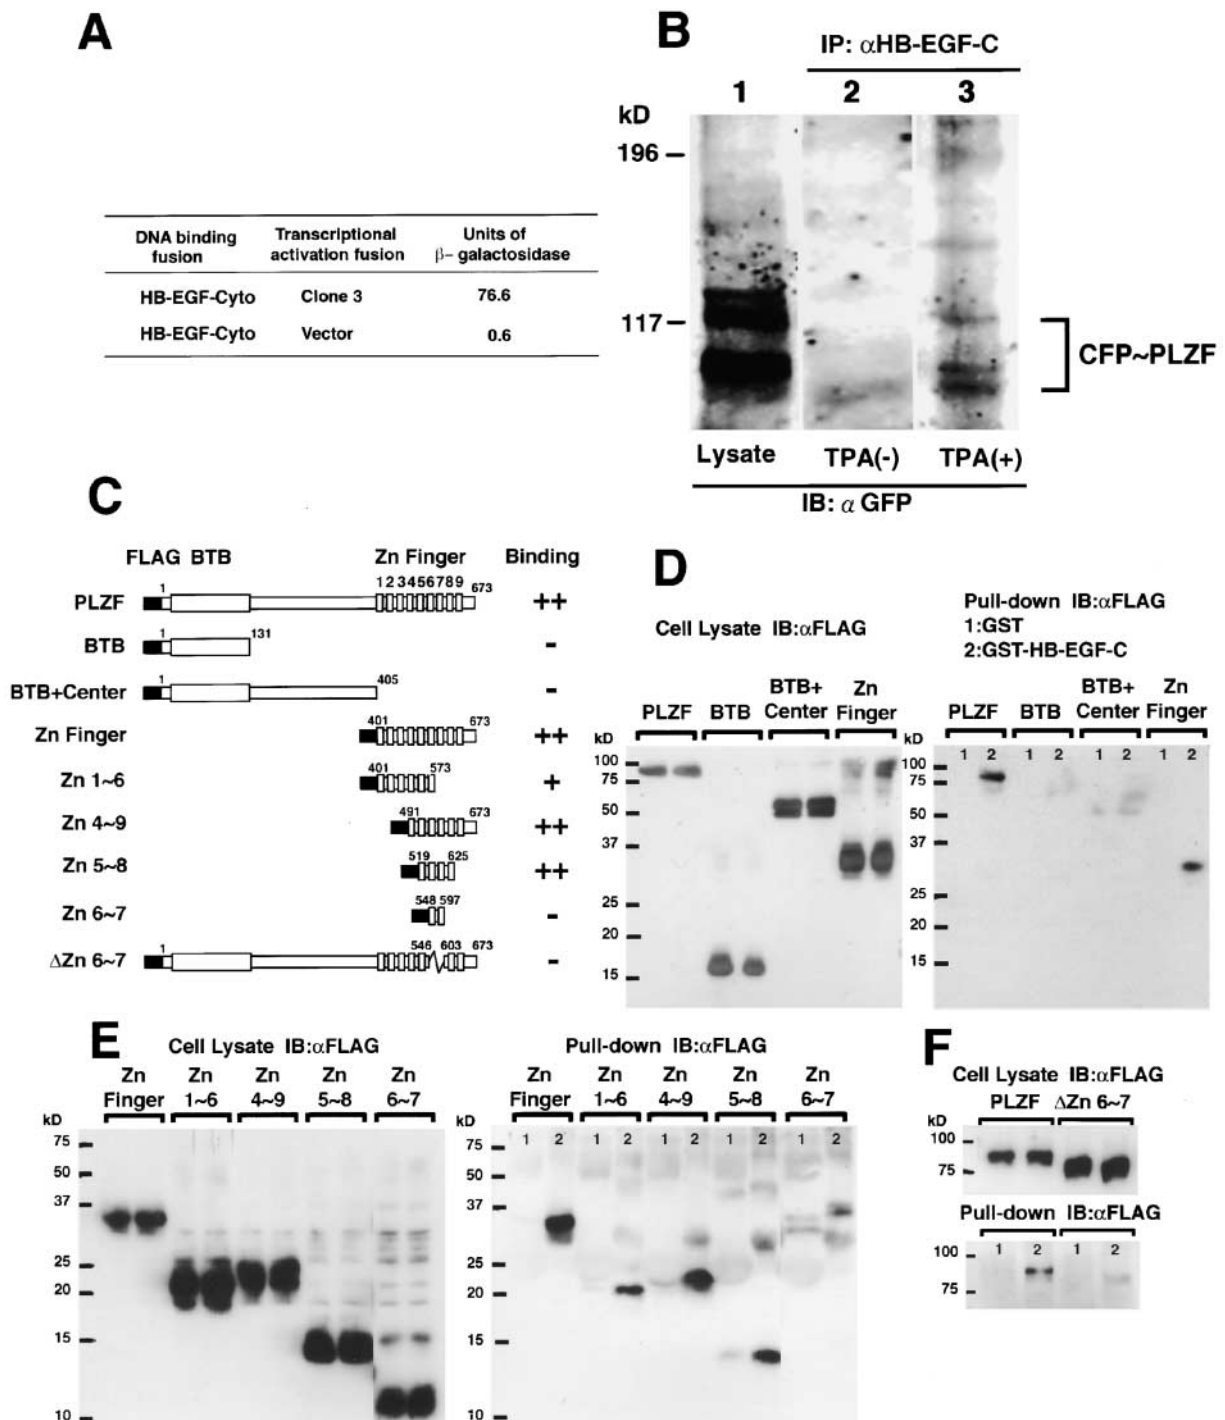 A
DNA binding fusion
Transcriptional activation fusion
Units of β– galactosidase
HB-EGF-Cyto Clone 3 76.6
HB-EGF-Cyto Vector 0.6
B
IP: αHB-EGF-C
1 2 3
kD
196
117
CFP~PLZF
Lysate TPA(-) TPA(+)
IB: α GFP
C
FLAG BTB Zn Finger Binding
1 2 3 4 5 6 7 8 9
PLZF 1 673 ++
BTB 1 131 -
BTB+Center 1 405 -
Zn Finger 401 673 ++
Zn 1~6 401 573 +
Zn 4~9 491 673 ++
Zn 5~8 519 625 ++
Zn 6~7 548 597 -
ΔZn 6~7 1 546 603 673 -
D
Cell Lysate IB:αFLAG
PLZF BTB BTB+ Center Zn Finger
kD
100
75
50
37
25
20
15
Pull-down IB:αFLAG
1:GST
2:GST-HB-EGF-C
PLZF BTB BTB+ Center Zn Finger
kD
1 2 1 2 1 2 1 2
100
75
50
37
25
20
15
E
Cell Lysate IB:αFLAG
Zn Finger Zn 1~6 Zn 4~9 Zn 5~8 Zn 6~7
kD
75
50
37
25
20
15
10
Pull-down IB:αFLAG
Zn Finger Zn 1~6 Zn 4~9 Zn 5~8 Zn 6~7
kD
1 2 1 2 1 2 1 2 1 2
75
50
37
25
20
15
10
F
Cell Lysate IB:αFLAG
PLZF ΔZn 6~7
kD
100
75
Pull-down IB:αFLAG
1 2 1 2
100
75